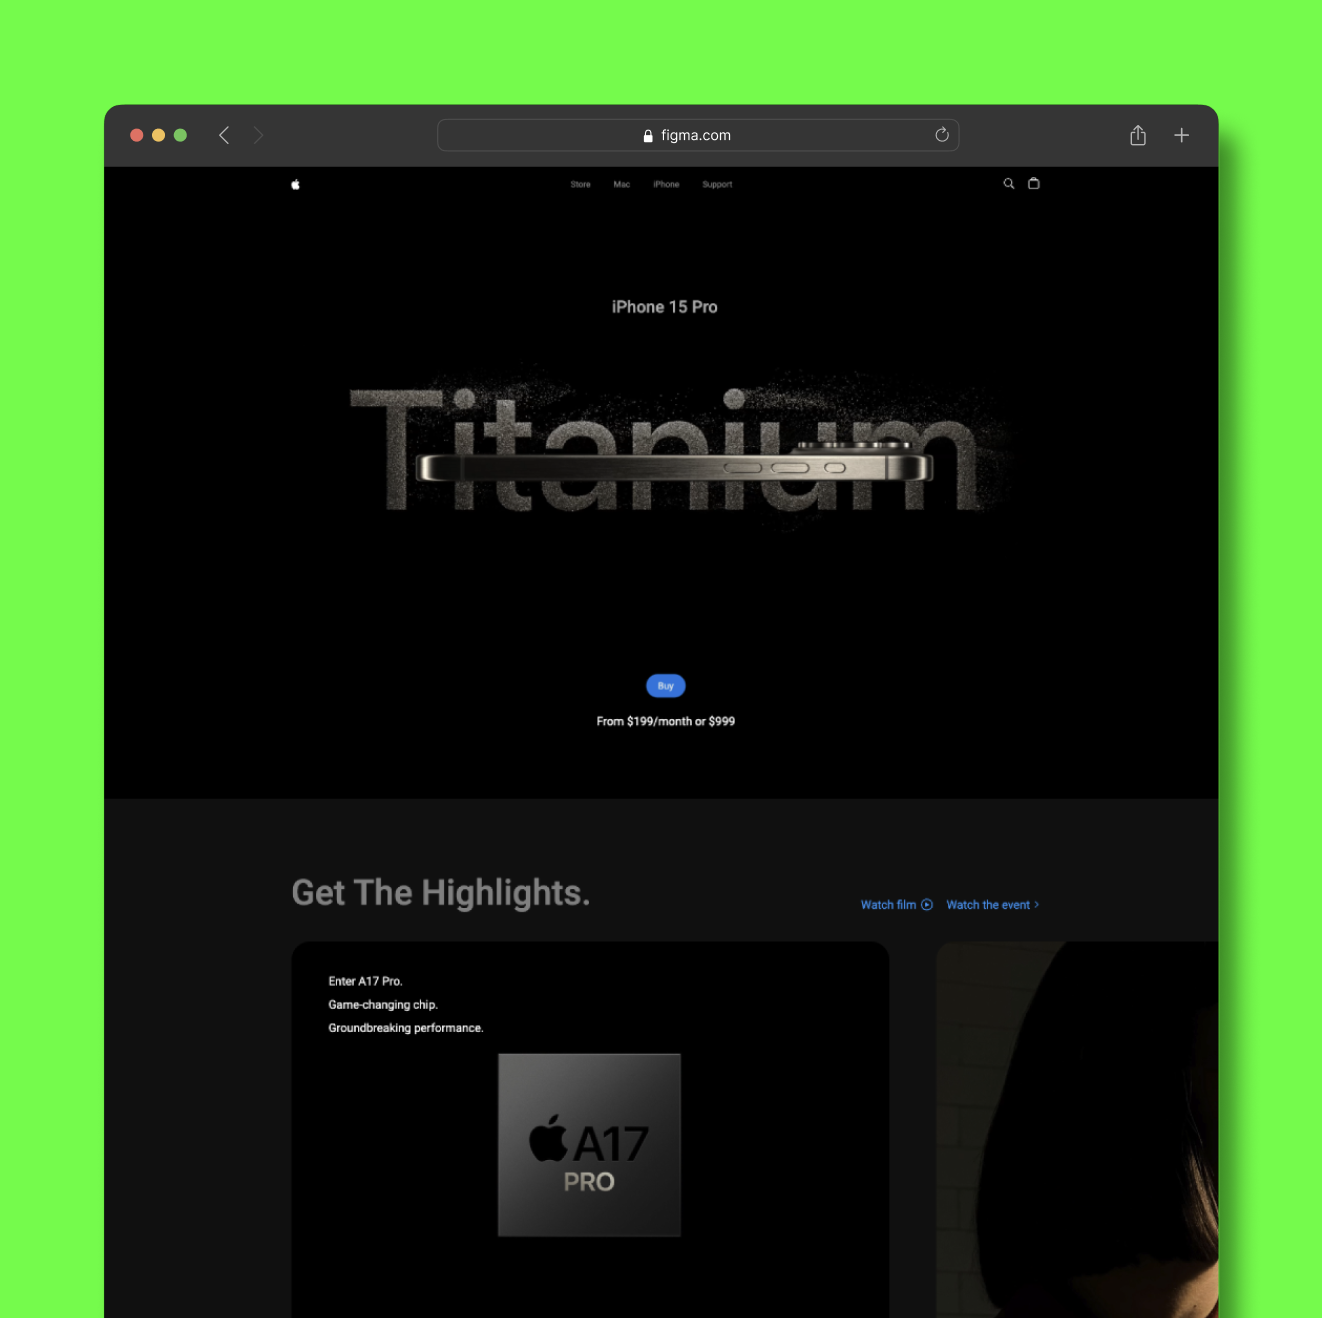 figma.com
Store Mac iPhone Support
iPhone 15 Pro
Titanium
Buy
From $199/month or $999
Get The Highlights.
Watch film Watch the event >
Enter A17 Pro.
Game-changing chip.
Groundbreaking performance.
A17
PRO